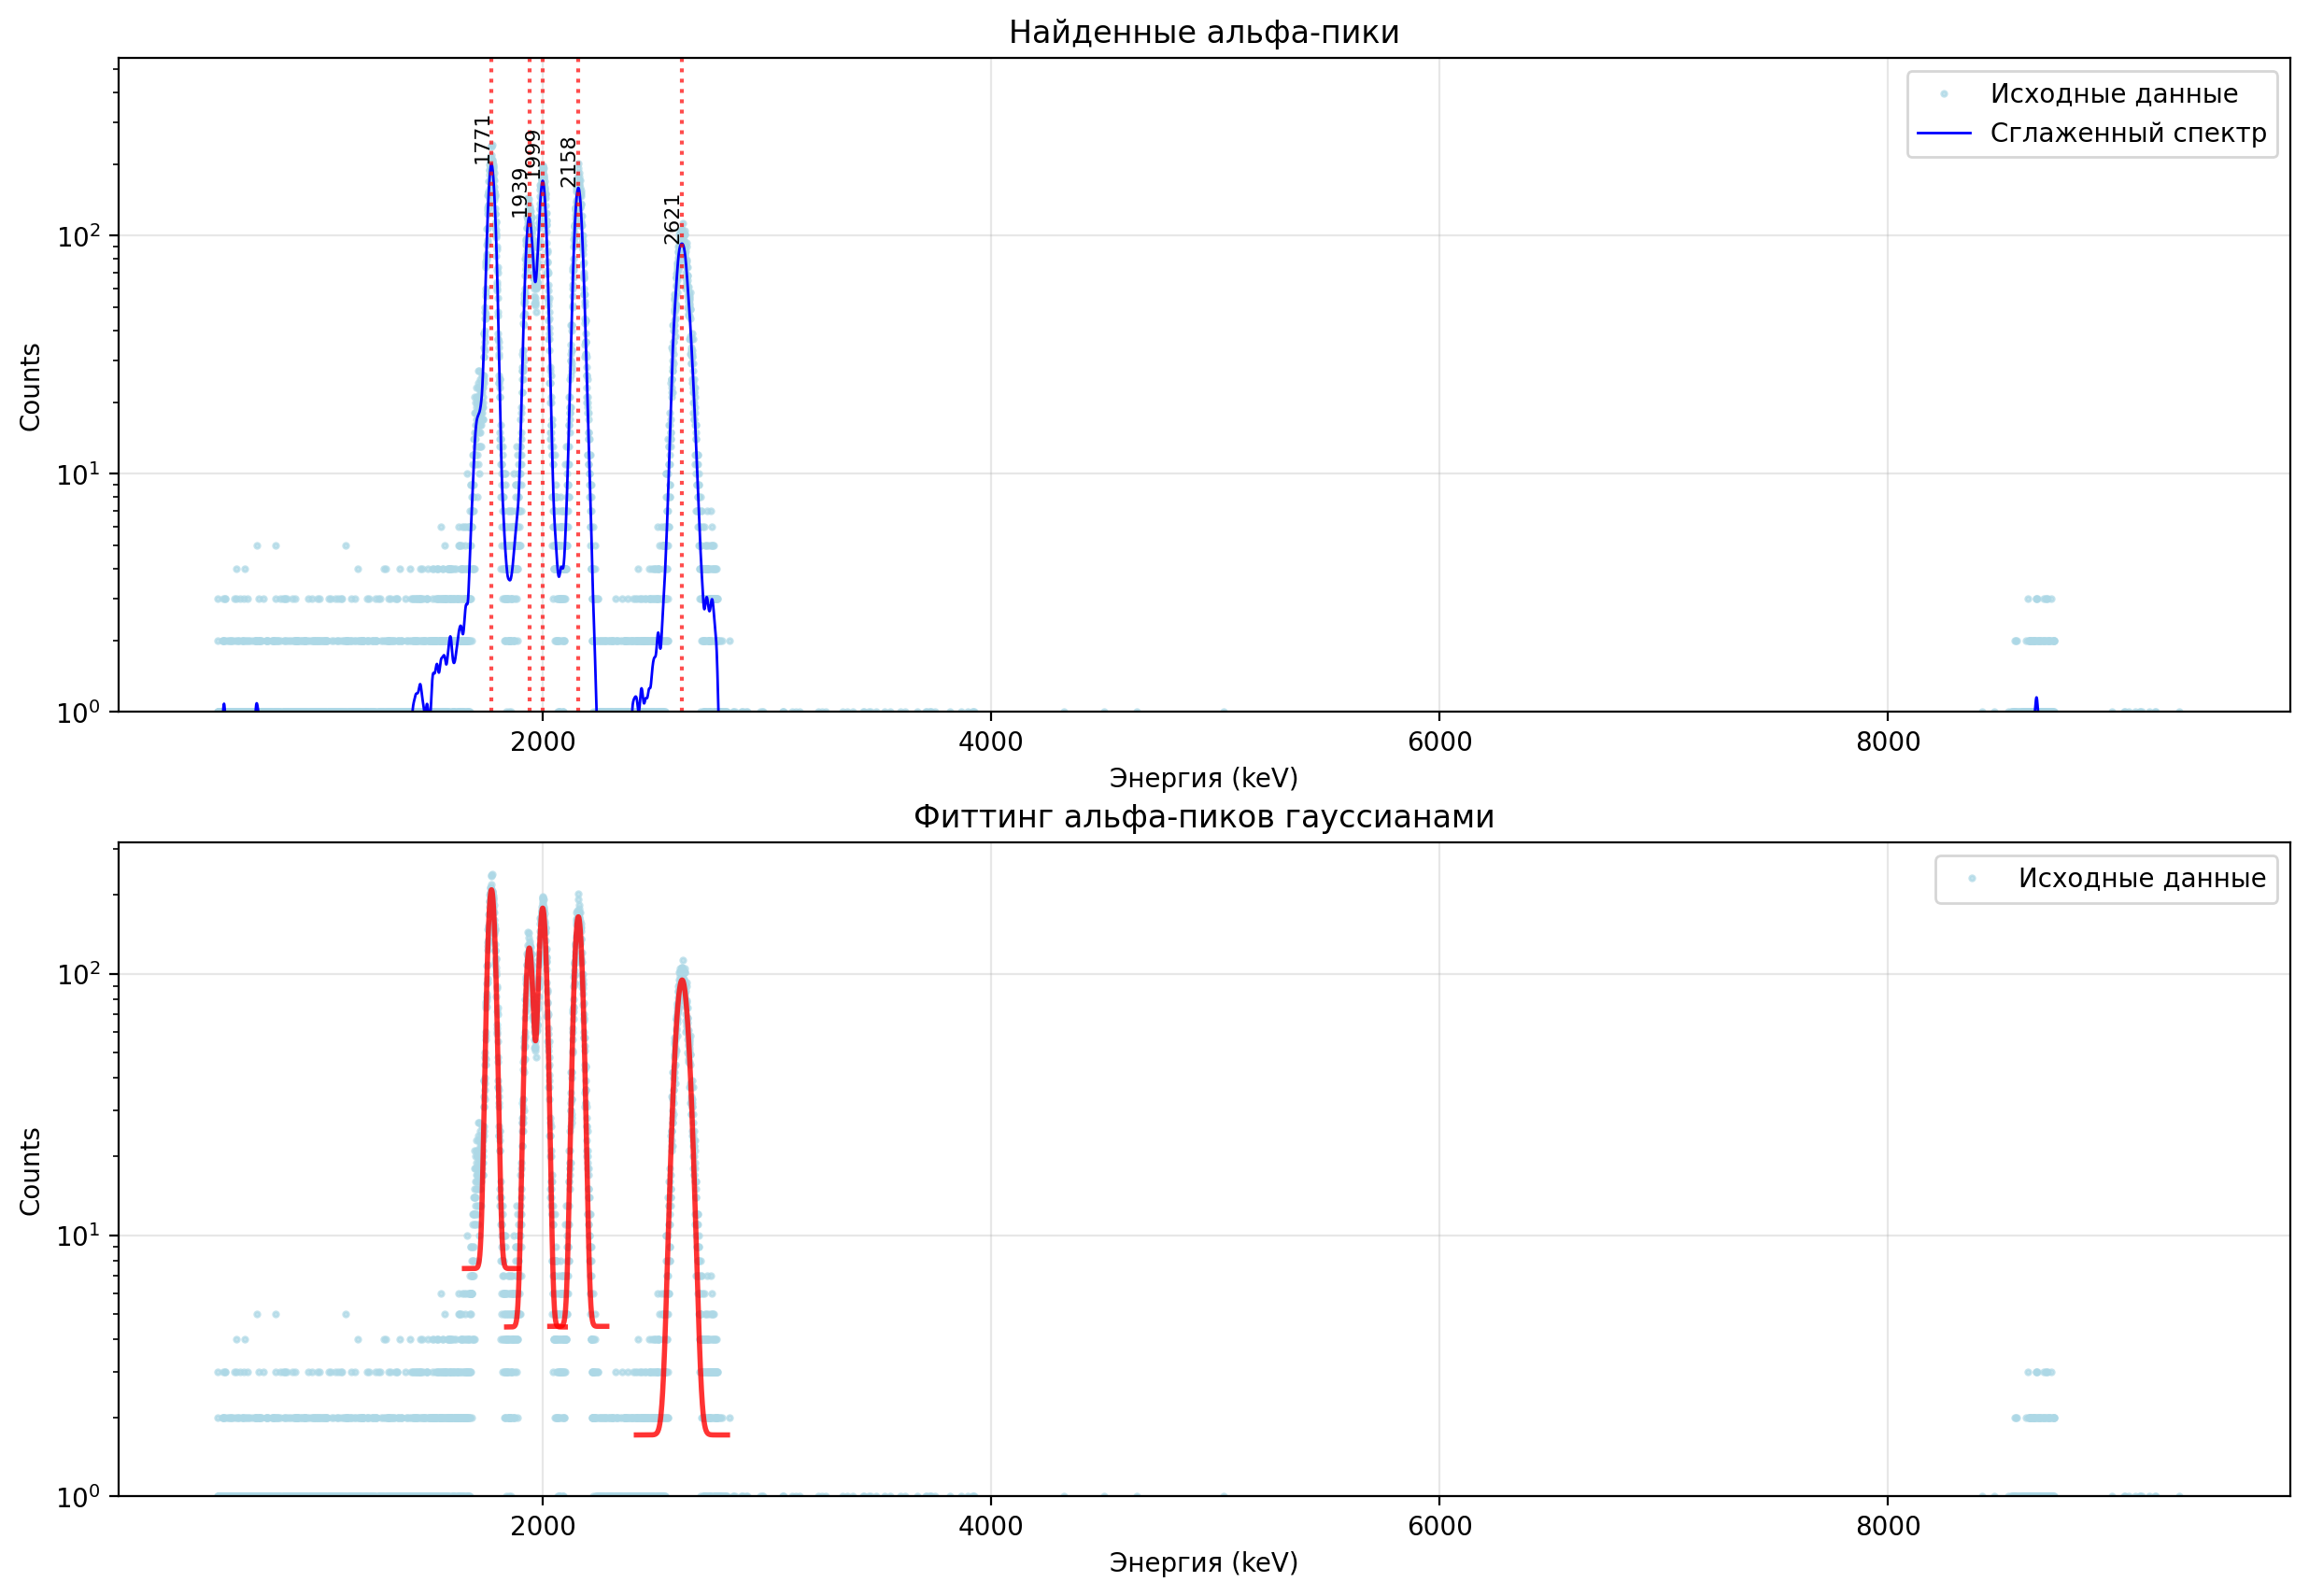 Найденные альфа-пики
Исходные данные
Сглаженный спектр
1771
1939
1999
2158
2621
Counts
10²
10¹
10⁰
2000
4000
6000
8000
Энергия (keV)
Фиттинг альфа-пиков гауссианами
Исходные данные
Counts
10²
10¹
10⁰
2000
4000
6000
8000
Энергия (keV)